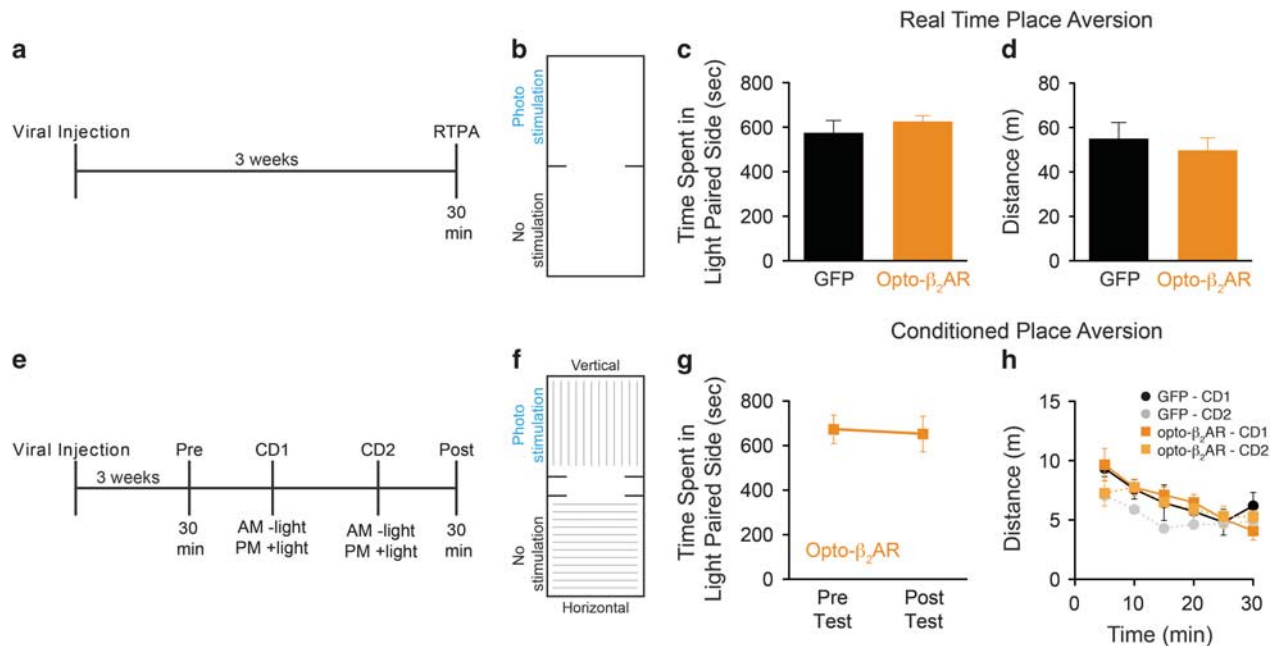 Real Time Place Aversion
a
Viral Injection
RTPA
3 weeks
30
min
b
Photo
stimulation
No
stimulation
c
Time Spent in
Light Paired Side (sec)
800
600
400
200
0
GFP
Opto-β₂AR
d
Distance (m)
80
60
40
20
0
GFP
Opto-β₂AR
Conditioned Place Aversion
e
Viral Injection
Pre
CD1
CD2
Post
3 weeks
30
min
AM -light
PM +light
AM -light
PM +light
30
min
f
Vertical
Photo
stimulation
No
stimulation
Horizontal
g
Time Spent in
Light Paired Side (sec)
800
600
400
200
0
Opto-β₂AR
Pre
Test
Post
Test
h
GFP - CD1
GFP - CD2
opto-β₂AR - CD1
opto-β₂AR - CD2
Distance (m)
15
10
5
0
0
10
20
30
Time (min)